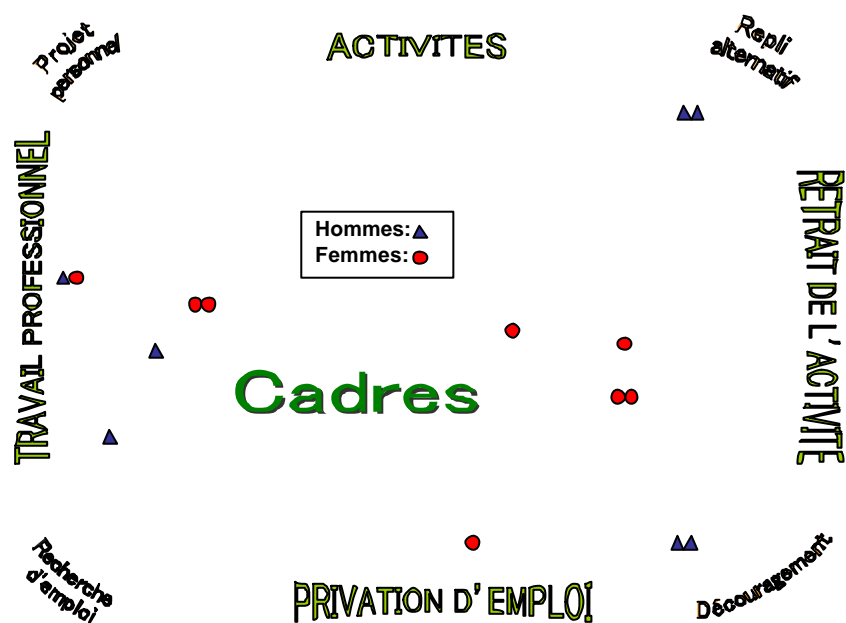 Projet
personnel
ACTIVITES
Repli
alternatif
TRAVAIL PROFESSIONNEL
RETRAIT DE L'ACTIVITE
Hommes:
Femmes:
Cadres
Recherche
d'emploi
PRIVATION D'EMPLOI
Découragement